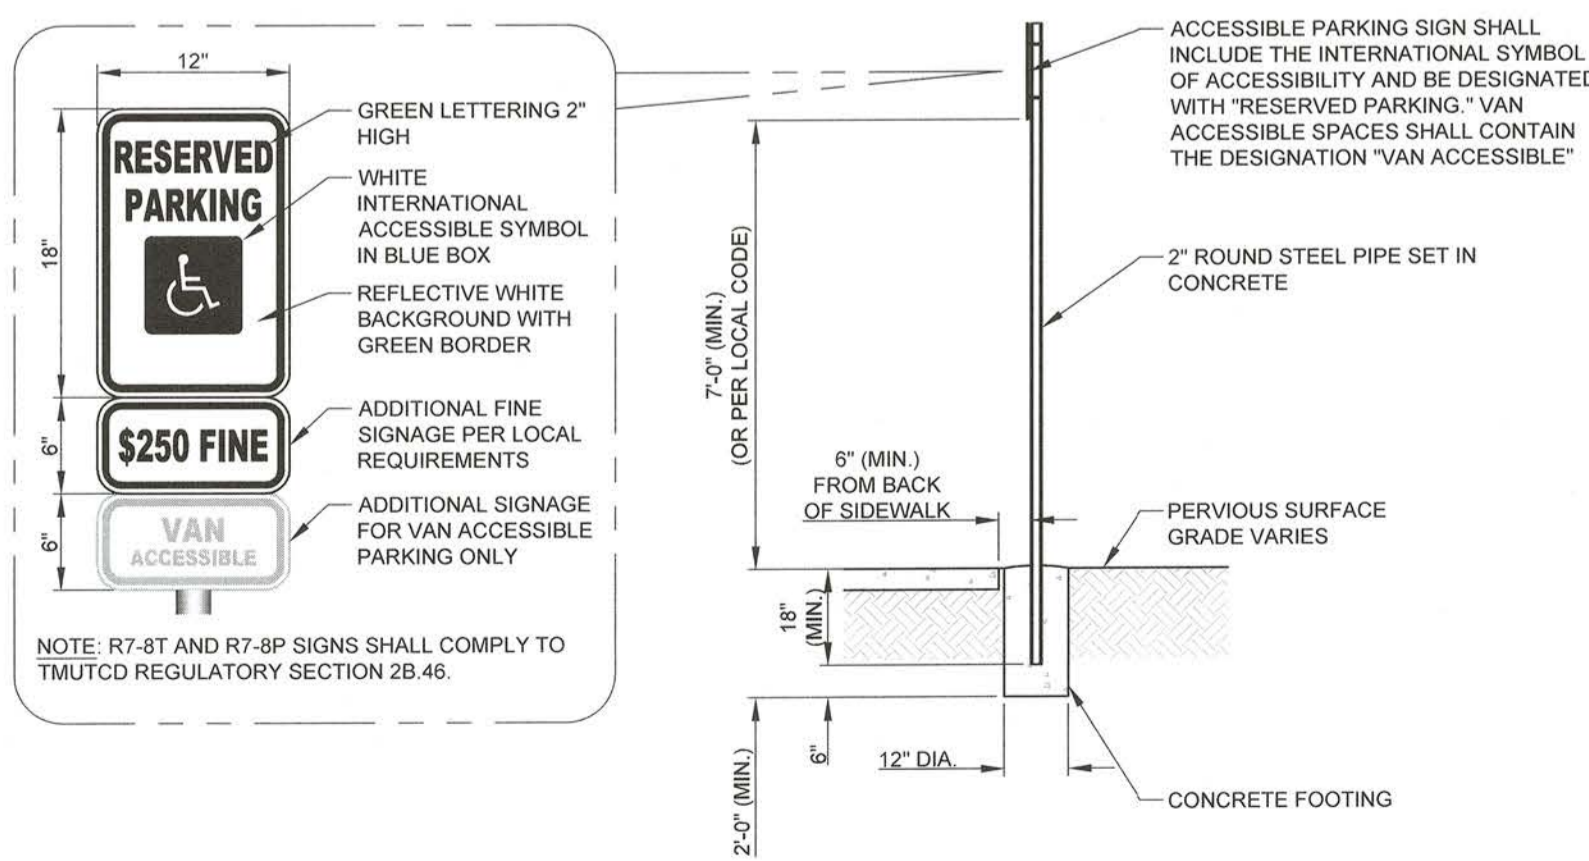 12"
18"
6"
6"
RESERVED
PARKING
$250 FINE
VAN
ACCESSIBLE
GREEN LETTERING 2"
HIGH
WHITE
INTERNATIONAL
ACCESSIBLE SYMBOL
IN BLUE BOX
REFLECTIVE WHITE
BACKGROUND WITH
GREEN BORDER
ADDITIONAL FINE
SIGNAGE PER LOCAL
REQUIREMENTS
ADDITIONAL SIGNAGE
FOR VAN ACCESSIBLE
PARKING ONLY
NOTE: R7-8T AND R7-8P SIGNS SHALL COMPLY TO
TMUTCD REGULATORY SECTION 2B.46.
ACCESSIBLE PARKING SIGN SHALL
INCLUDE THE INTERNATIONAL SYMBOL
OF ACCESSIBILITY AND BE DESIGNATED
WITH "RESERVED PARKING." VAN
ACCESSIBLE SPACES SHALL CONTAIN
THE DESIGNATION "VAN ACCESSIBLE"
7'-0" (MIN.)
(OR PER LOCAL CODE)
2" ROUND STEEL PIPE SET IN
CONCRETE
6" (MIN.)
FROM BACK
OF SIDEWALK
PERVIOUS SURFACE
GRADE VARIES
18"
(MIN.)
6"
2'-0" (MIN.)
12" DIA.
CONCRETE FOOTING